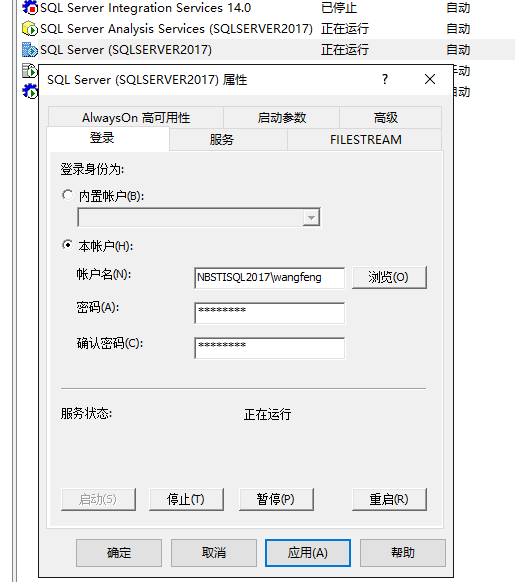 SQL Server Integration Services 14.0 已停止 自动
SQL Server Analysis Services (SQLSERVER2017) 正在运行 自动
SQL Server (SQLSERVER2017) 正在运行 自动
自动
SQL Server (SQLSERVER2017) 属性 ? ×
自动
AlwaysOn 高可用性 启动参数 高级
登录 服务 FILESTREAM
登录身份为:
内置帐户(B):
本帐户(H):
帐户名(N): NBSTISQL2017\wangfeng 浏览(O)
密码(A): ********
确认密码(C): ********
服务状态: 正在运行
启动(S) 停止(T) 暂停(P) 重启(R)
确定 取消 应用(A) 帮助